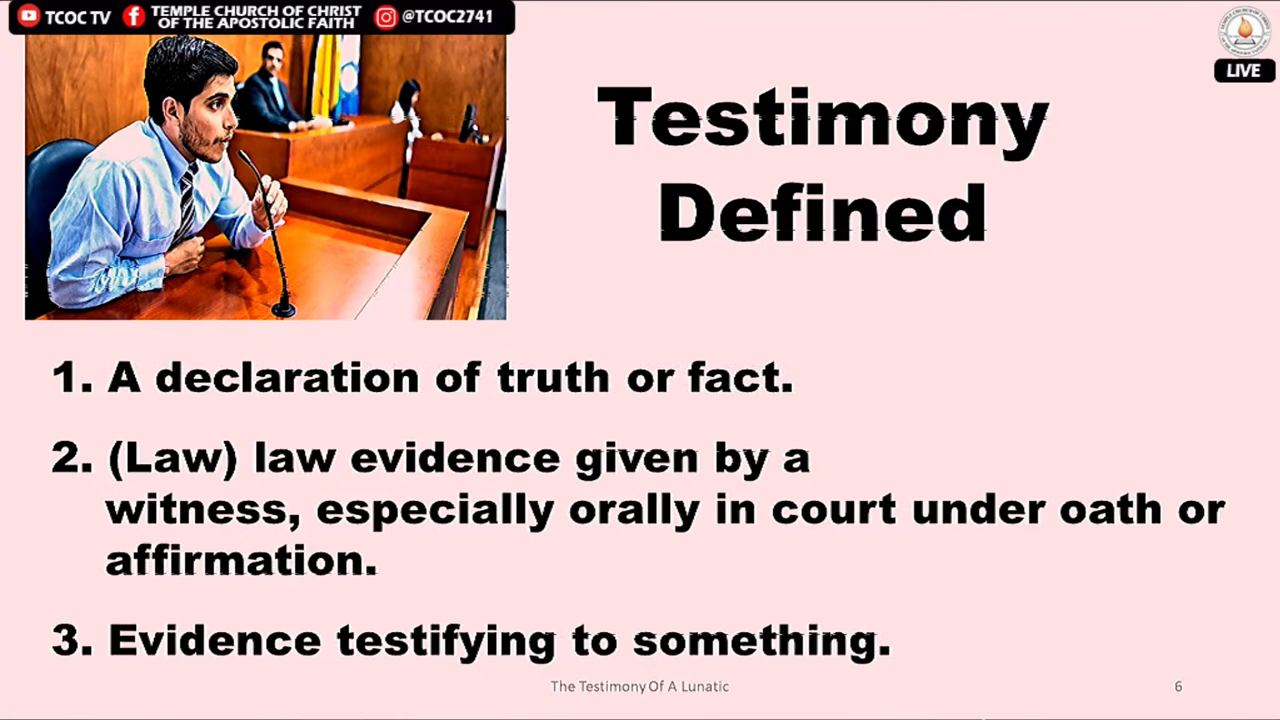 TCOC TV
TEMPLE CHURCH OF CHRIST
OF THE APOSTOLIC FAITH
@TCOC2741
LIVE
Testimony
Defined
1. A declaration of truth or fact.
2. (Law) law evidence given by a
witness, especially orally in court under oath or
affirmation.
3. Evidence testifying to something.
The Testimony Of A Lunatic
6